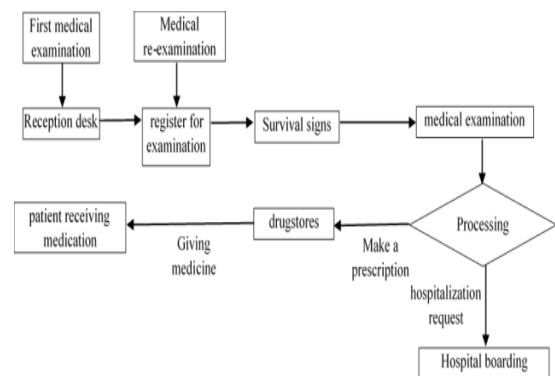 First medical
examination
Medical
re-examination
Reception desk
register for
examination
Survival signs
medical examination
Processing
Make a
prescription
hospitalization
request
drugstores
Giving
medicine
patient receiving
medication
Hospital boarding